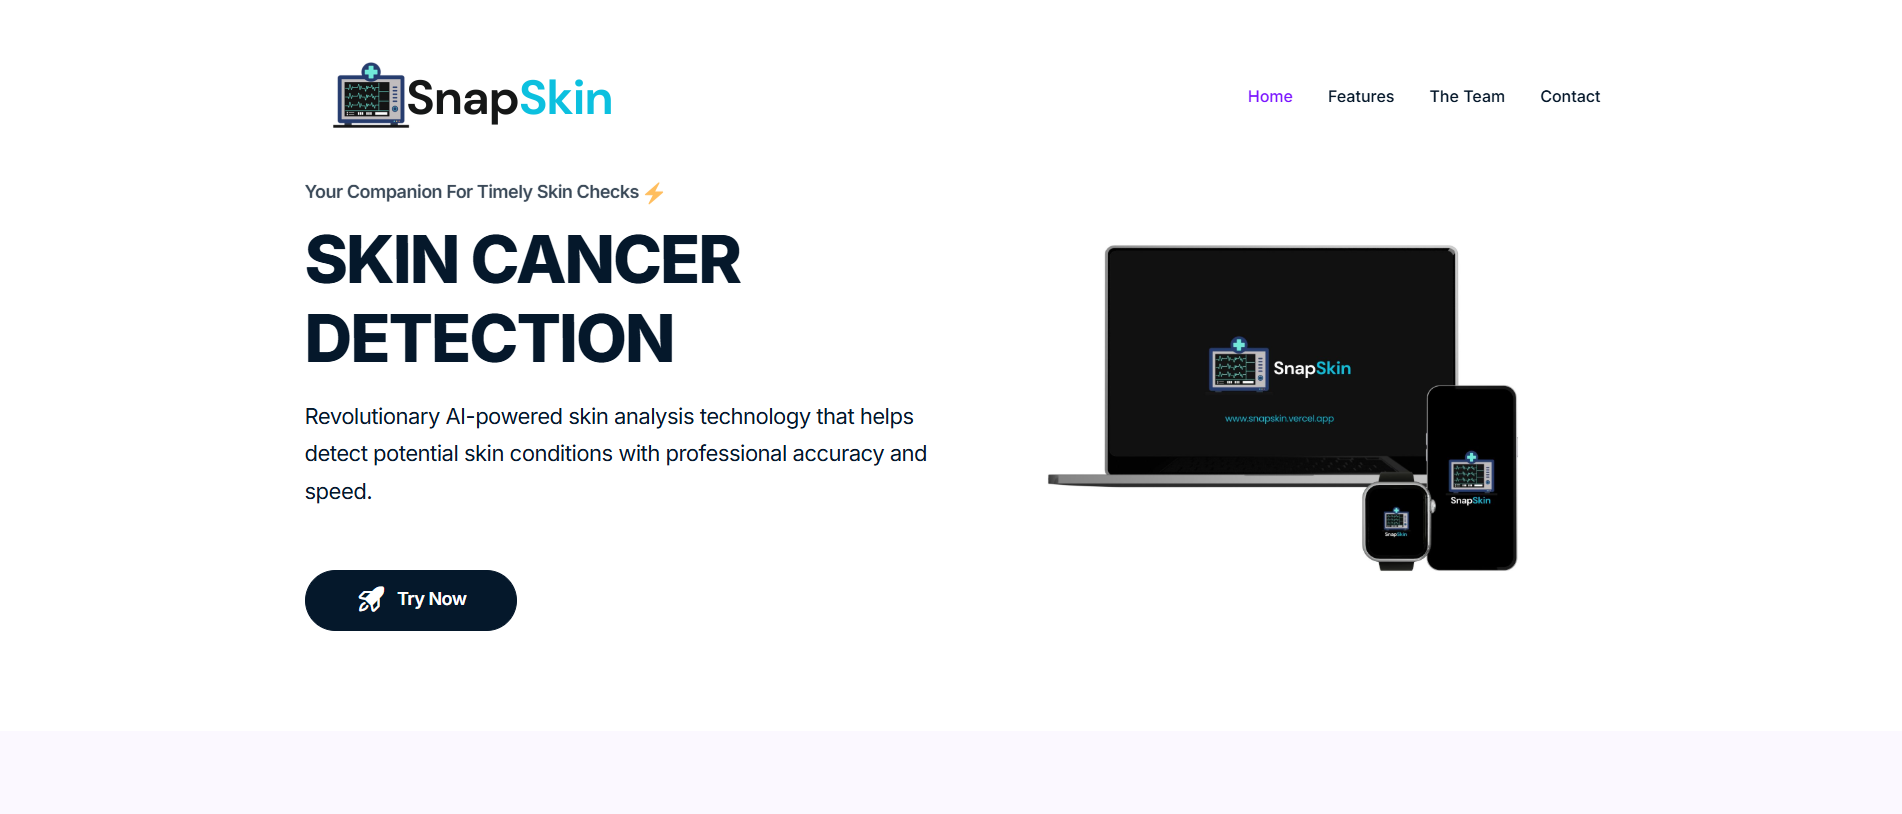 SnapSkin
Home
Features
The Team
Contact
Your Companion For Timely Skin Checks ⚡
SKIN CANCER
DETECTION
Revolutionary AI-powered skin analysis technology that helps
detect potential skin conditions with professional accuracy and
speed.
Try Now
SnapSkin
www.snapskin.vercel.app
SnapSkin
SnapSkin